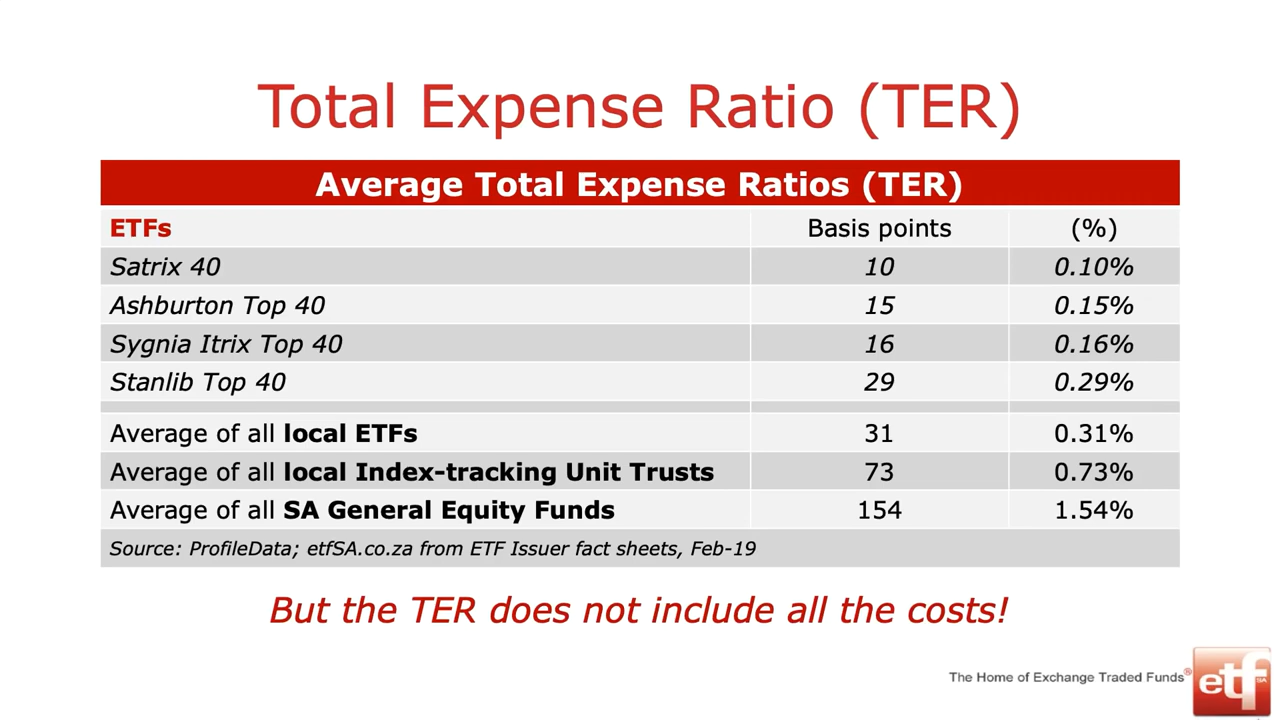 Total Expense Ratio (TER)
Average Total Expense Ratios (TER)
ETFs Basis points (%)
Satrix 40 10 0.10%
Ashburton Top 40 15 0.15%
Sygnia Itrix Top 40 16 0.16%
Stanlib Top 40 29 0.29%
Average of all local ETFs 31 0.31%
Average of all local Index-tracking Unit Trusts 73 0.73%
Average of all SA General Equity Funds 154 1.54%
Source: ProfileData; etfSA.co.za from ETF Issuer fact sheets, Feb-19
But the TER does not include all the costs!
The Home of Exchange Traded Funds®
etf SA